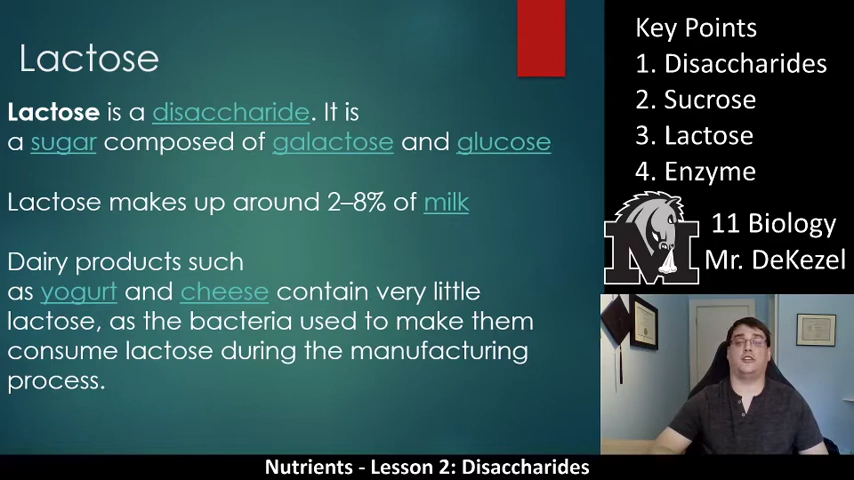 Lactose
Lactose is a disaccharide. It is
a sugar composed of galactose and glucose
Lactose makes up around 2–8% of milk
Dairy products such
as yogurt and cheese contain very little
lactose, as the bacteria used to make them
consume lactose during the manufacturing
process.
Key Points
1. Disaccharides
2. Sucrose
3. Lactose
4. Enzyme
M
11 Biology
Mr. DeKezel
Nutrients - Lesson 2: Disaccharides